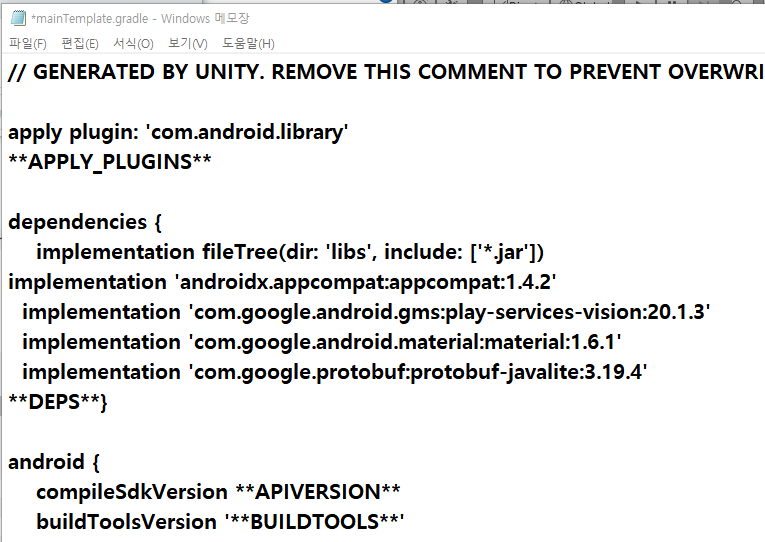 *mainTemplate.gradle - Windows 메모장
파일(F) 편집(E) 서식(O) 보기(V) 도움말(H)
// GENERATED BY UNITY. REMOVE THIS COMMENT TO PREVENT OVERWRI
apply plugin: 'com.android.library'
**APPLY_PLUGINS**
dependencies {
implementation fileTree(dir: 'libs', include: ['*.jar'])
implementation 'androidx.appcompat:appcompat:1.4.2'
implementation 'com.google.android.gms:play-services-vision:20.1.3'
implementation 'com.google.android.material:material:1.6.1'
implementation 'com.google.protobuf:protobuf-javalite:3.19.4'
**DEPS**}
android {
compileSdkVersion **APIVERSION**
buildToolsVersion '**BUILDTOOLS**'